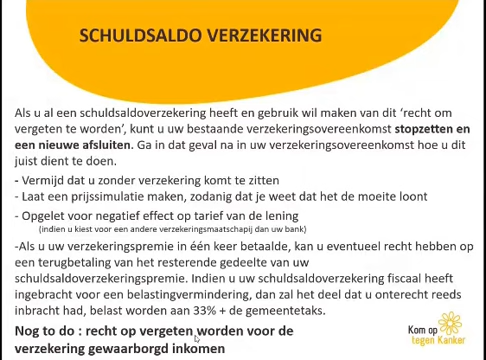 SCHULDSALDO VERZEKERING
Als u al een schuldsaldoverzekering heeft en gebruik wil maken van dit ‘recht om
vergeten te worden’, kunt u uw bestaande verzekeringsovereenkomst stopzetten en
een nieuwe afsluiten. Ga in dat geval na in uw verzekeringsovereenkomst hoe u dit
juist dient te doen.
- Vermijd dat u zonder verzekering komt te zitten
- Laat een prijssimulatie maken, zodanig dat je weet dat het de moeite loont
- Opgelet voor negatief effect op tarief van de lening
(indien u kiest voor een andere verzekeringsmaatschapij dan uw bank)
-Als u uw verzekeringspremie in één keer betaalde, kan u eventueel recht hebben op
een terugbetaling van het resterende gedeelte van uw
schuldsaldoverzekeringspremie. Indien u uw schuldsaldoverzekering fiscaal heeft
ingebracht voor een belastingvermindering, dan zal het deel dat u onterecht reeds
inbracht had, belast worden aan 33% + de gemeentetaks.
Nog to do : recht op vergeten worden voor de
verzekering gewaarborgd inkomen
Kom op
tegen Kanker